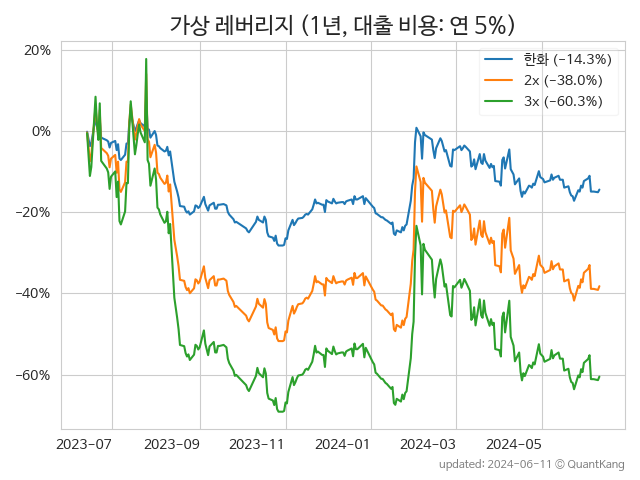 가상 레버리지 (1년, 대출 비용: 연 5%)
한화 (−14.3%)
2x (−38.0%)
3x (−60.3%)
20%
0%
−20%
−40%
−60%
2023-07 2023-09 2023-11 2024-01 2024-03 2024-05
updated: 2024-06-11 © QuantKang